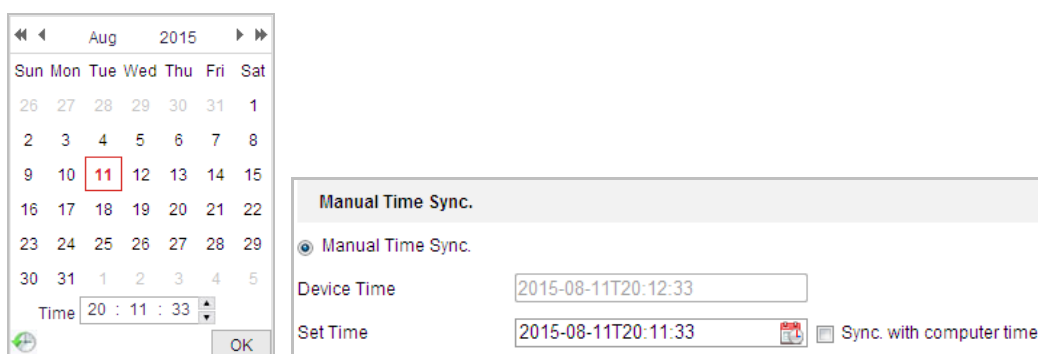 Aug 2015
Sun Mon Tue Wed Thu Fri Sat
26 27 28 29 30 31 1
2 3 4 5 6 7 8
9 10 11 12 13 14 15
16 17 18 19 20 21 22
23 24 25 26 27 28 29
30 31 1 2 3 4 5
Time 20 : 11 : 33
OK
Manual Time Sync.
Manual Time Sync.
Device Time 2015-08-11T20:12:33
Set Time 2015-08-11T20:11:33 Sync. with computer time